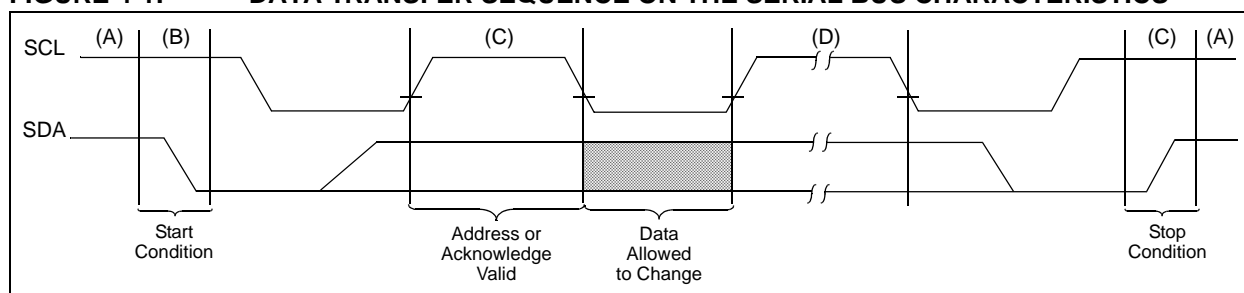 FIGURE 4-1: DATA TRANSFER SEQUENCE ON THE SERIAL BUS CHARACTERISTICS
(A) (B) (C) (D) (C) (A)
SCL
SDA
Start
Condition
Address or
Acknowledge
Valid
Data
Allowed
to Change
Stop
Condition